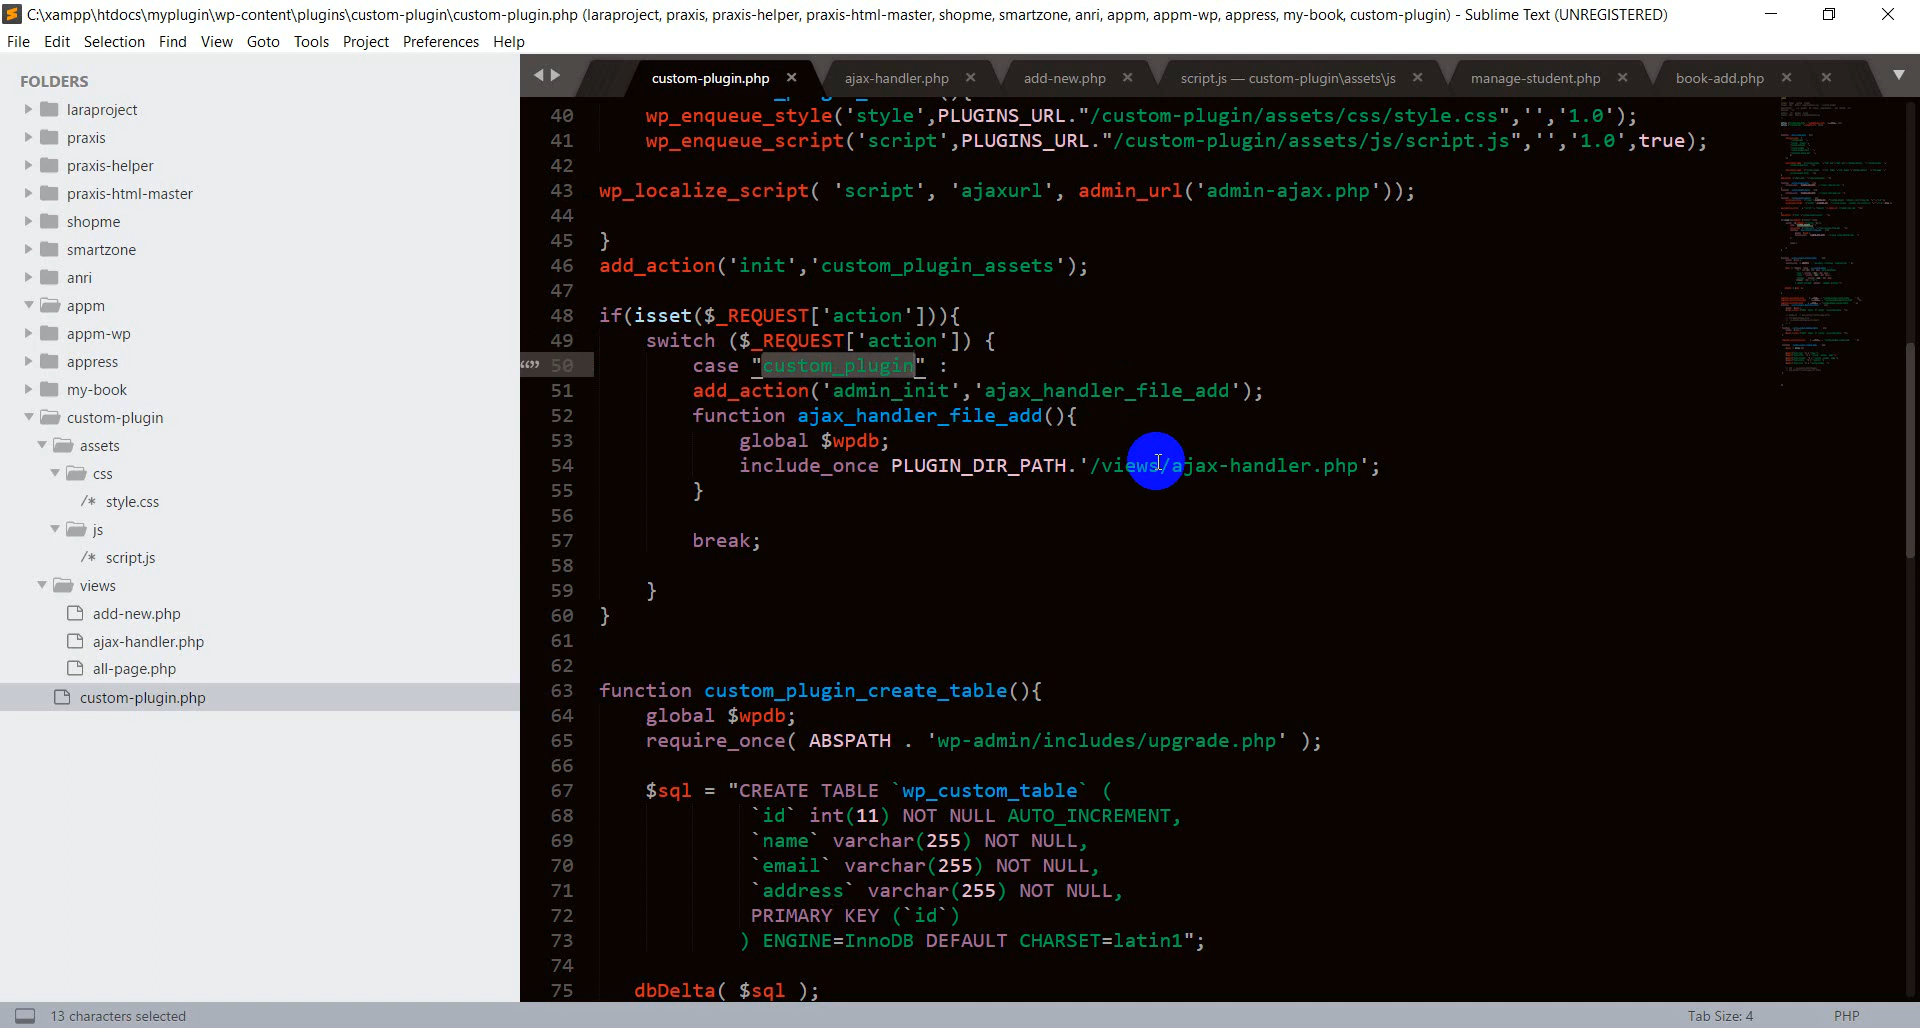 C:\xampp\htdocs\myplugin\wp-content\plugins\custom-plugin\custom-plugin.php (laraproject, praxis, praxis-helper, praxis-html-master, shopme, smartzone, anri, appm, appm-wp, appress, my-book, custom-plugin) - Sublime Text (UNREGISTERED)
File Edit Selection Find View Goto Tools Project Preferences Help
FOLDERS
laraproject
praxis
praxis-helper
praxis-html-master
shopme
smartzone
anri
appm
appm-wp
appress
my-book
custom-plugin
assets
css
/* style.css
js
/* script.js
views
add-new.php
ajax-handler.php
all-page.php
custom-plugin.php
custom-plugin.php ajax-handler.php add-new.php script.js — custom-plugin\assets\js manage-student.php book-add.php
40 wp_enqueue_style('style',PLUGINS_URL."/custom-plugin/assets/css/style.css",'','1.0');
41 wp_enqueue_script('script',PLUGINS_URL."/custom-plugin/assets/js/script.js",'','1.0',true);
42
43 wp_localize_script( 'script', 'ajaxurl', admin_url('admin-ajax.php'));
44
45 }
46 add_action('init','custom_plugin_assets');
47
48 if(isset($_REQUEST['action'])){
49 switch ($_REQUEST['action']) {
50 case "custom_plugin" :
51 add_action('admin_init','ajax_handler_file_add');
52 function ajax_handler_file_add(){
53 global $wpdb;
54 include_once PLUGIN_DIR_PATH.'/views/ajax-handler.php';
55 }
56
57 break;
58
59 }
60 }
61
62
63 function custom_plugin_create_table(){
64 global $wpdb;
65 require_once( ABSPATH . 'wp-admin/includes/upgrade.php' );
66
67 $sql = "CREATE TABLE `wp_custom_table` (
68 `id` int(11) NOT NULL AUTO_INCREMENT,
69 `name` varchar(255) NOT NULL,
70 `email` varchar(255) NOT NULL,
71 `address` varchar(255) NOT NULL,
72 PRIMARY KEY (`id`)
73 ) ENGINE=InnoDB DEFAULT CHARSET=latin1";
74
75 dbDelta( $sql );
13 characters selected Tab Size: 4 PHP